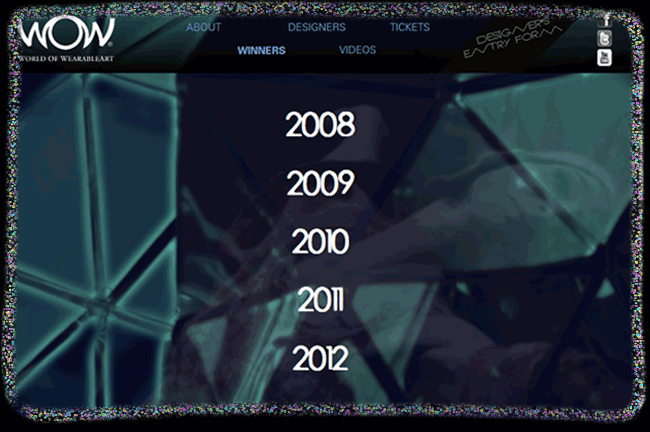 WOW®
WORLD OF WEARABLEART
ABOUT DESIGNERS TICKETS
WINNERS VIDEOS
DESIGNERS
ENTRY FORM
2008
2009
2010
2011
2012